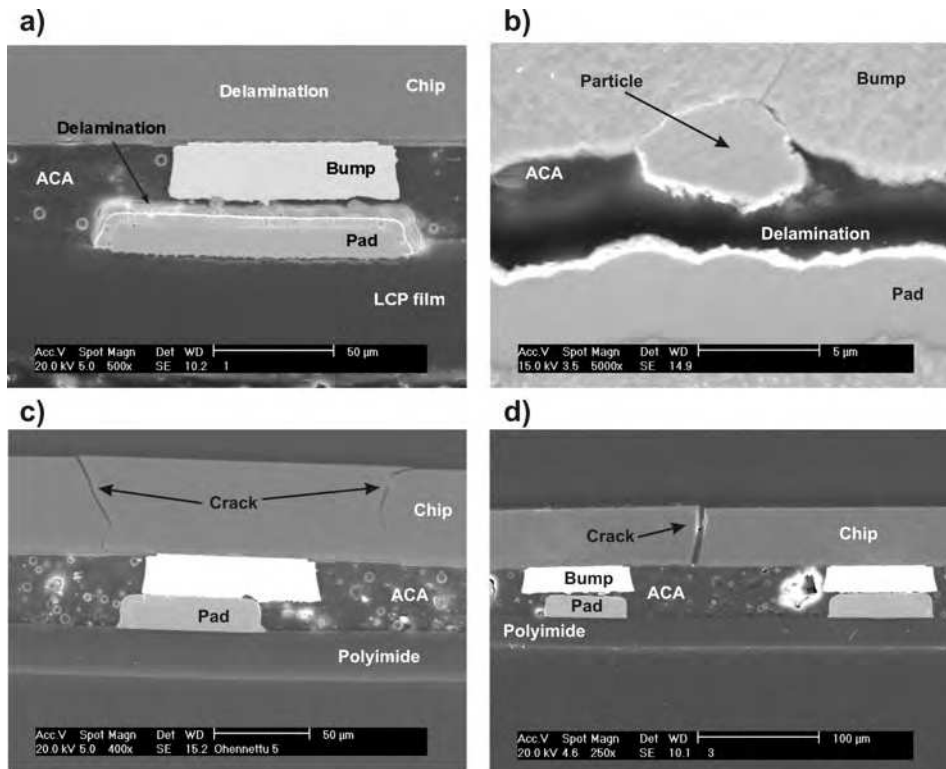 a)
Delamination
Chip
Delamination
ACA
Bump
Pad
LCP film
Acc.V Spot Magn Det WD 50 µm
20.0 kV 5.0 500x SE 10.2 1
b)
Particle
Bump
ACA
Delamination
Pad
Acc.V Spot Magn Det WD 5 µm
15.0 kV 3.5 5000x SE 14.9
c)
Crack
Chip
ACA
Pad
Polyimide
Acc.V Spot Magn Det WD 50 µm
20.0 kV 5.0 400x SE 15.2 Ohennettu 5
d)
Crack
Chip
Bump
ACA
Pad
Polyimide
Acc.V Spot Magn Det WD 100 µm
20.0 kV 4.6 250x SE 10.1 3